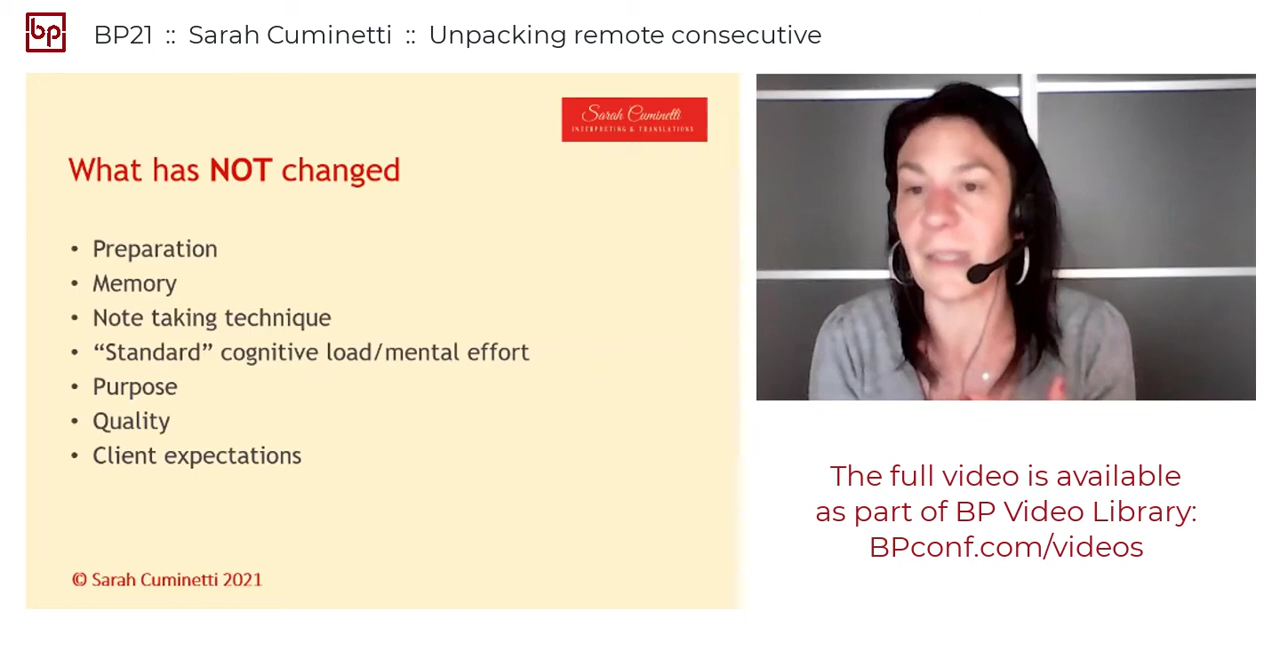 bp
BP21 :: Sarah Cuminetti :: Unpacking remote consecutive
Sarah Cuminetti
INTERPRETING & TRANSLATIONS
What has NOT changed
• Preparation
• Memory
• Note taking technique
• “Standard” cognitive load/mental effort
• Purpose
• Quality
• Client expectations
© Sarah Cuminetti 2021
The full video is available
as part of BP Video Library:
BPconf.com/videos